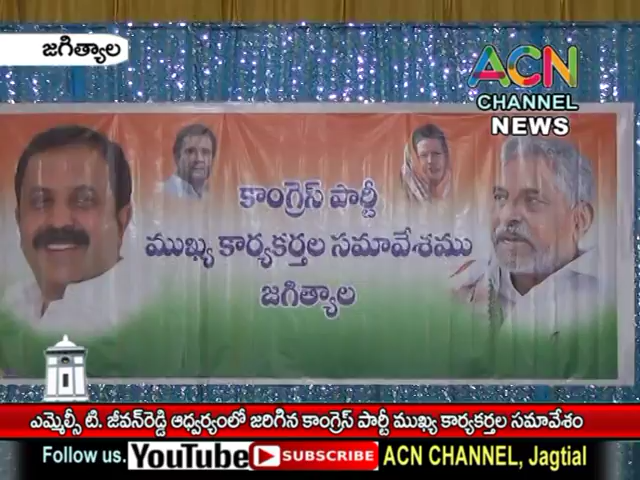 జగిత్యాల
ACN
CHANNEL
NEWS
కాంగ్రెస్ పార్టీ
ముఖ్య కార్యకర్తల సమావేశము
జగిత్యాల
ఎమ్మెల్సీ టి. జీవన్‌రెడ్డి ఆధ్వర్యంలో జరిగిన కాంగ్రెస్ పార్టీ ముఖ్య కార్యకర్తల సమావేశం
Follow us. YouTube SUBSCRIBE ACN CHANNEL, Jagtial